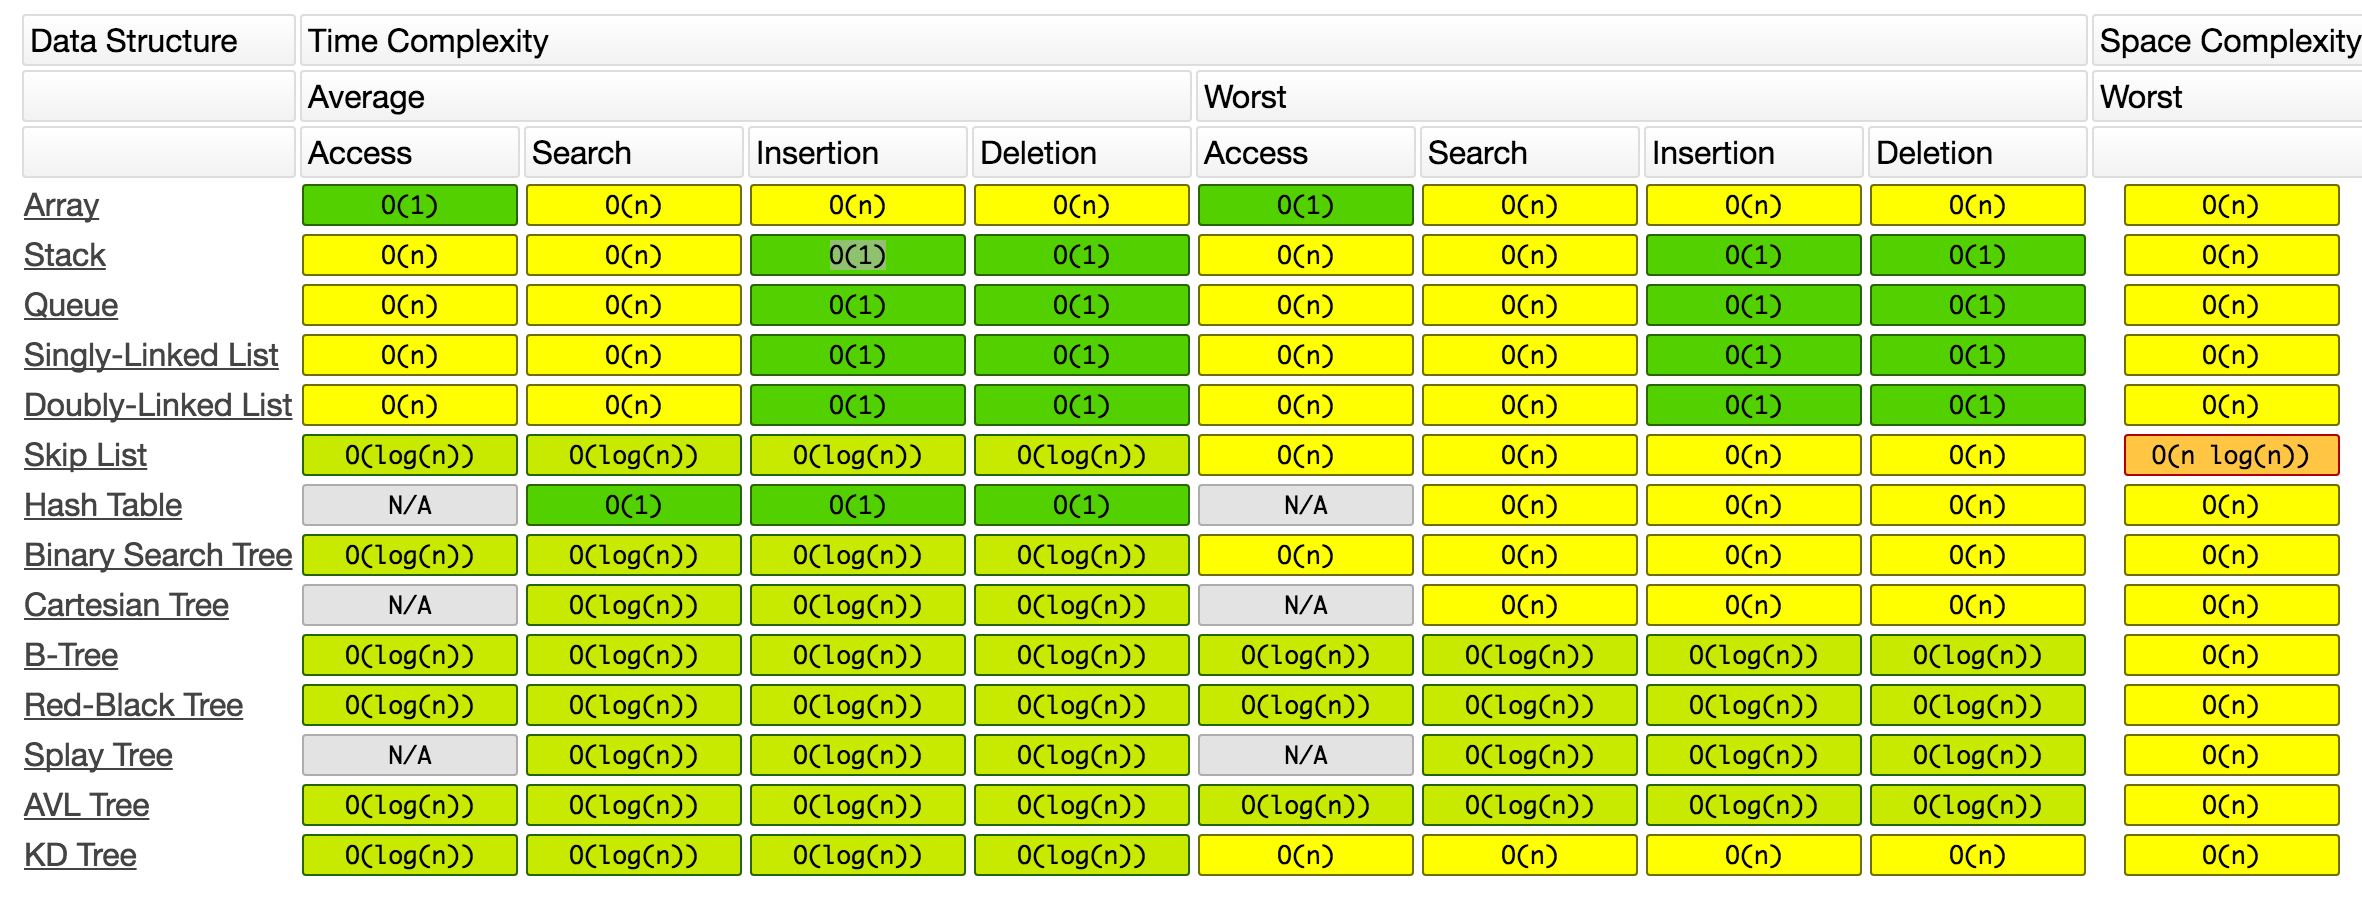 Data Structure Time Complexity Space Complexity
Average Worst Worst
Access Search Insertion Deletion Access Search Insertion Deletion
Array O(1) O(n) O(n) O(n) O(1) O(n) O(n) O(n) O(n)
Stack O(n) O(n) O(1) O(1) O(n) O(n) O(1) O(1) O(n)
Queue O(n) O(n) O(1) O(1) O(n) O(n) O(1) O(1) O(n)
Singly-Linked List O(n) O(n) O(1) O(1) O(n) O(n) O(1) O(1) O(n)
Doubly-Linked List O(n) O(n) O(1) O(1) O(n) O(n) O(1) O(1) O(n)
Skip List O(log(n)) O(log(n)) O(log(n)) O(log(n)) O(n) O(n) O(n) O(n) O(n log(n))
Hash Table N/A O(1) O(1) O(1) N/A O(n) O(n) O(n) O(n)
Binary Search Tree O(log(n)) O(log(n)) O(log(n)) O(log(n)) O(n) O(n) O(n) O(n) O(n)
Cartesian Tree N/A O(log(n)) O(log(n)) O(log(n)) N/A O(n) O(n) O(n) O(n)
B-Tree O(log(n)) O(log(n)) O(log(n)) O(log(n)) O(log(n)) O(log(n)) O(log(n)) O(log(n)) O(n)
Red-Black Tree O(log(n)) O(log(n)) O(log(n)) O(log(n)) O(log(n)) O(log(n)) O(log(n)) O(log(n)) O(n)
Splay Tree N/A O(log(n)) O(log(n)) O(log(n)) N/A O(log(n)) O(log(n)) O(log(n)) O(n)
AVL Tree O(log(n)) O(log(n)) O(log(n)) O(log(n)) O(log(n)) O(log(n)) O(log(n)) O(log(n)) O(n)
KD Tree O(log(n)) O(log(n)) O(log(n)) O(log(n)) O(n) O(n) O(n) O(n) O(n)